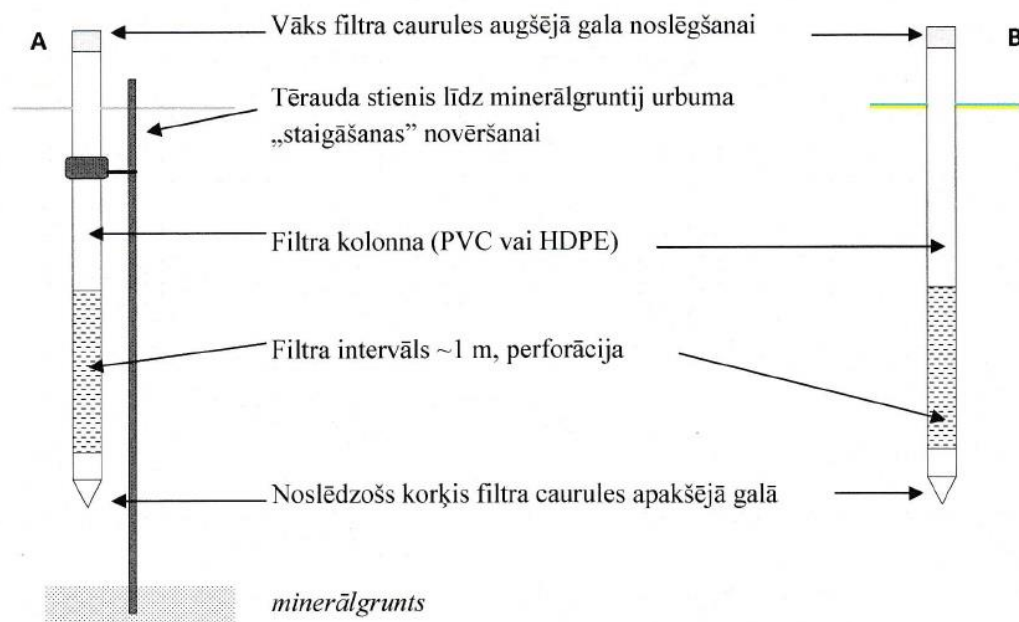 A
B
Vāks filtra caurules augšējā gala noslēgšanai
Tērauda stienis līdz minerālgruntij urbuma
„staigāšanas” novēršanai
Filtra kolonna (PVC vai HDPE)
Filtra intervāls ~1 m, perforācija
Noslēdzošs korķis filtra caurules apakšējā galā
minerālgrunts